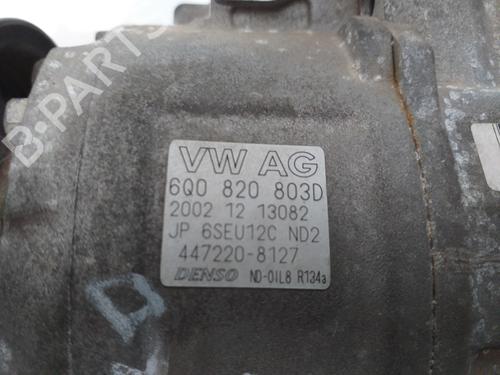 B-PARTS
VW AG
6Q0 820 803D
2002 12 13082
JP 6SEU12C ND2
447220-8127
DENSO ND-OIL8 R134a